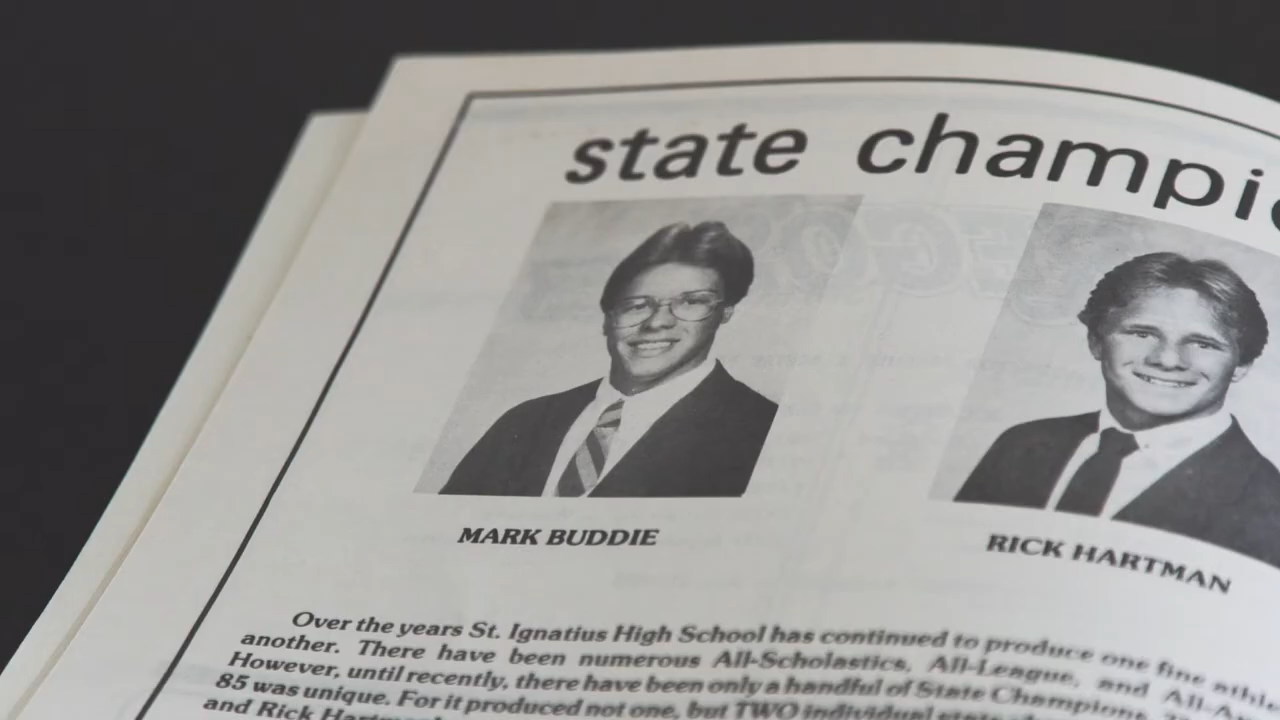 state champi
MARK BUDDIE
RICK HARTMAN
Over the years St. Ignatius High School has continued to produce one fine athle
another. There have been numerous All-Scholastics, All-League, and All-A
However, until recently, there have been only a handful of State Champions.
85 was unique. For it produced not one, but TWO individual state
and Rick